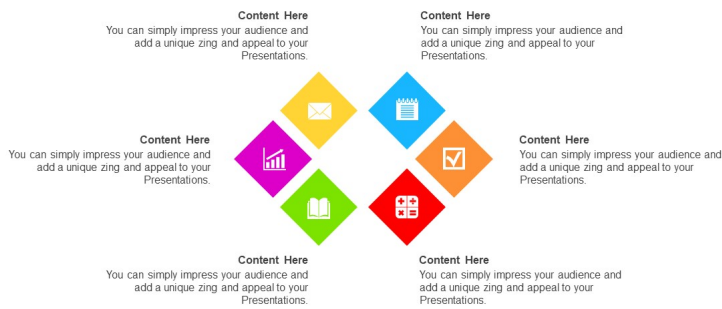 Content Here
You can simply impress your audience and
add a unique zing and appeal to your
Presentations.
Content Here
You can simply impress your audience and
add a unique zing and appeal to your
Presentations.
Content Here
You can simply impress your audience and
add a unique zing and appeal to your
Presentations.
Content Here
You can simply impress your audience and
add a unique zing and appeal to your
Presentations.
Content Here
You can simply impress your audience and
add a unique zing and appeal to your
Presentations.
Content Here
You can simply impress your audience and
add a unique zing and appeal to your
Presentations.